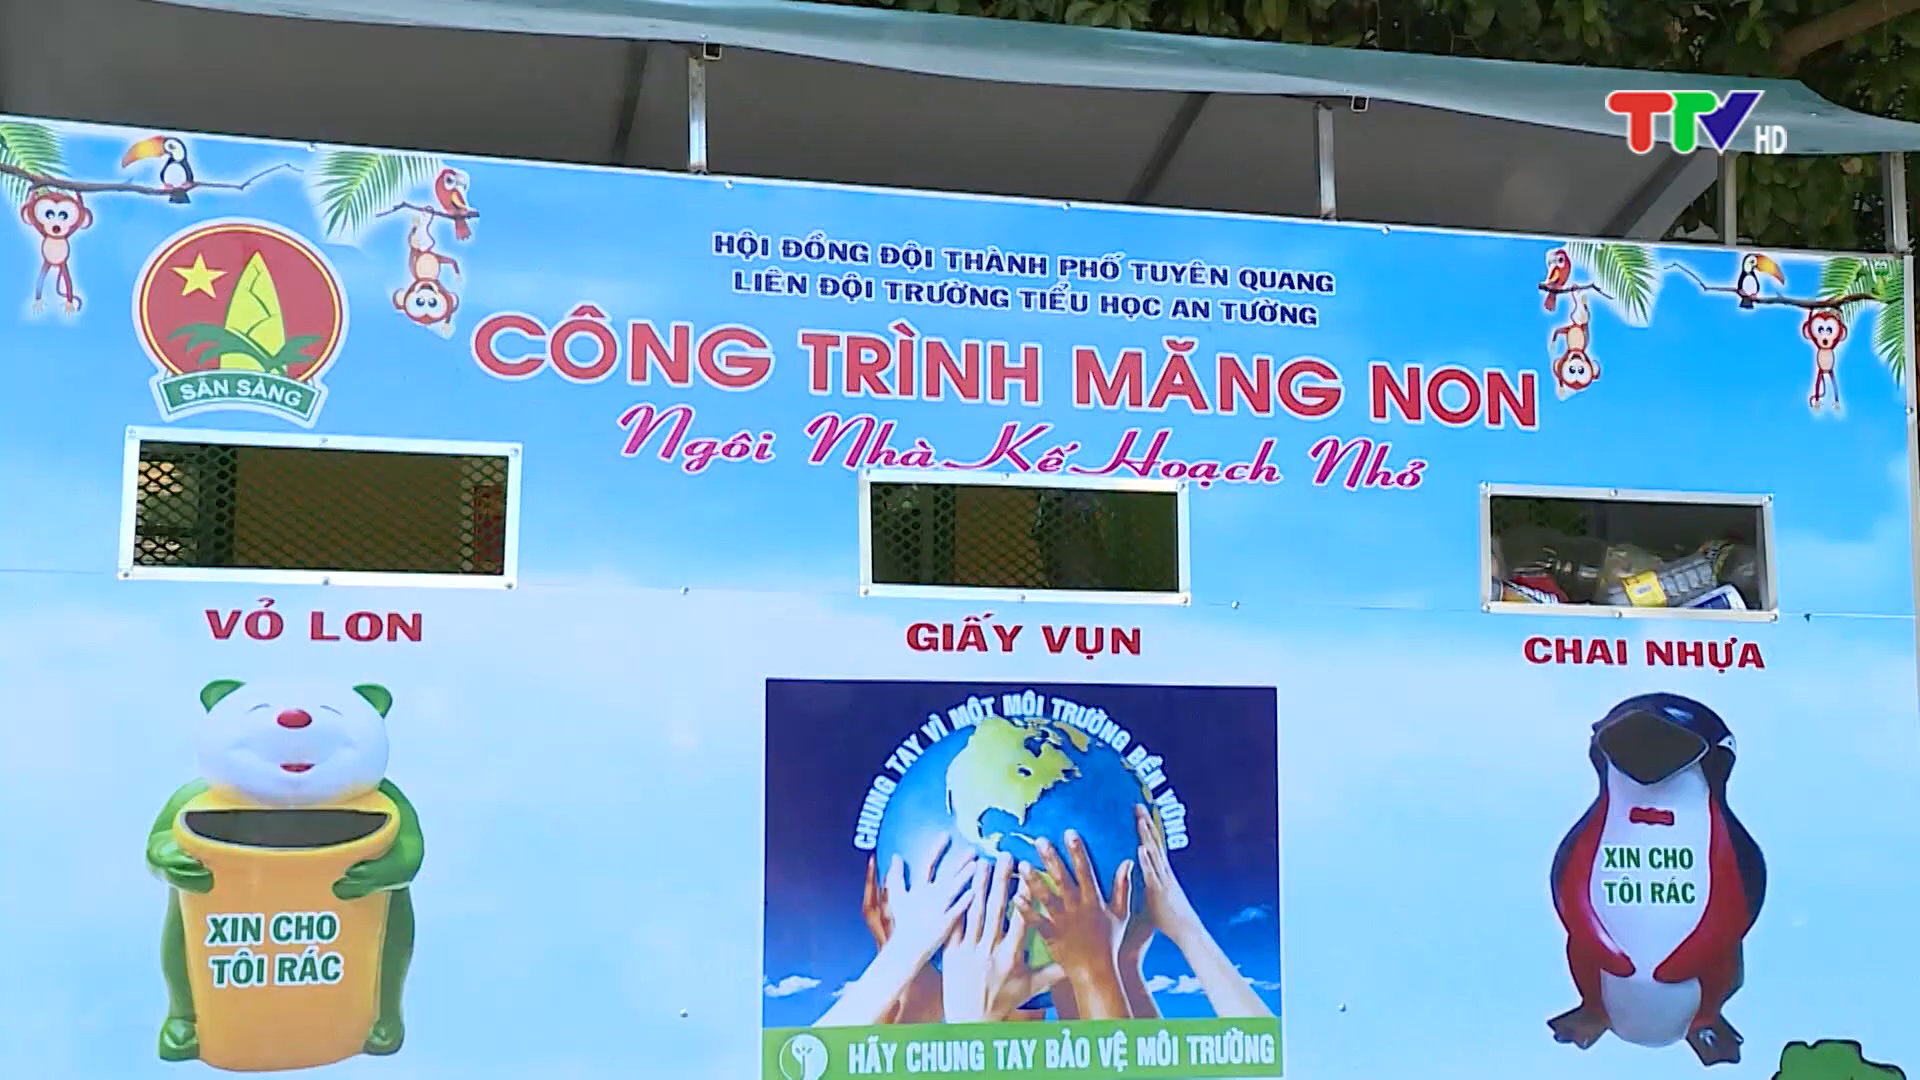 TTV HD
HỘI ĐỒNG ĐỘI THÀNH PHỐ TUYÊN QUANG
LIÊN ĐỘI TRƯỜNG TIỂU HỌC AN TƯỜNG
CÔNG TRÌNH MĂNG NON
Ngôi Nhà Kế Hoạch Nhỏ
SẴN SÀNG
VỎ LON
GIẤY VỤN
CHAI NHỰA
CHUNG TAY VÌ MỘT MÔI TRƯỜNG BỀN VỮNG
XIN CHO
TÔI RÁC
XIN CHO
TÔI RÁC
HÃY CHUNG TAY BẢO VỆ MÔI TRƯỜNG